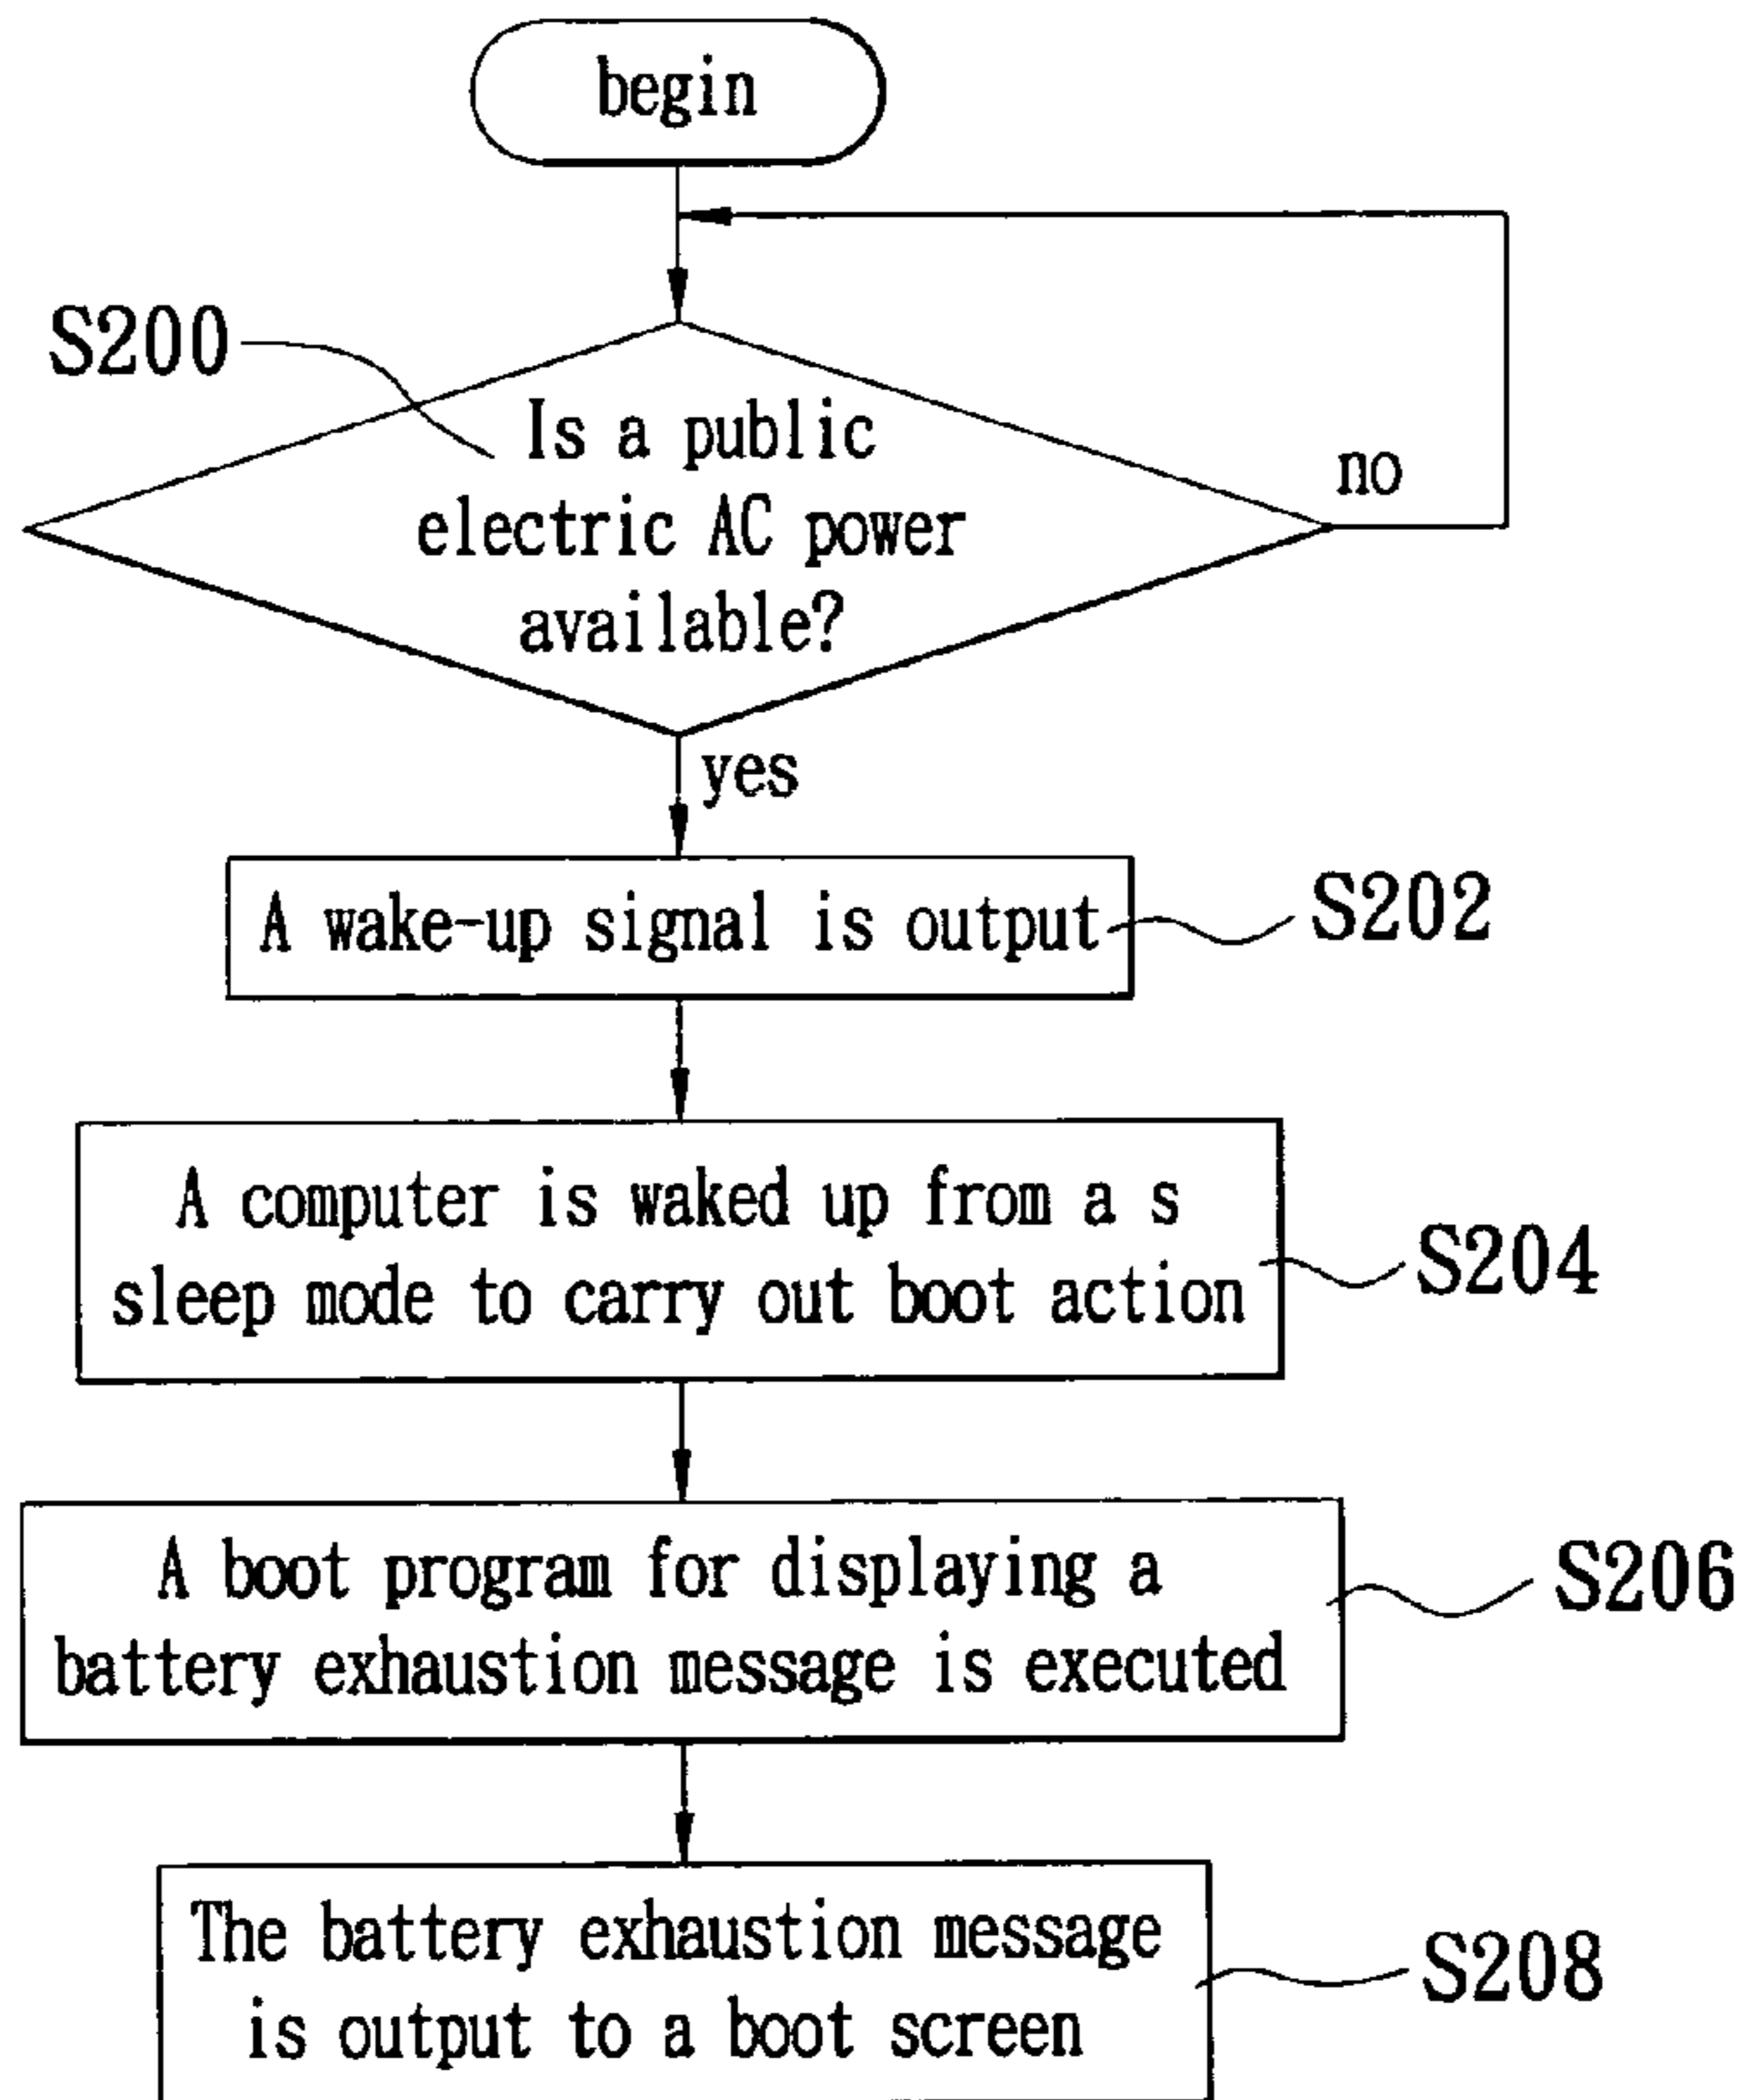 begin
S200
Is a public
electric AC power
available?
no
yes
A wake-up signal is output
S202
A computer is waked up from a s
sleep mode to carry out boot action
S204
A boot program for displaying a
battery exhaustion message is executed
S206
The battery exhaustion message
is output to a boot screen
S208